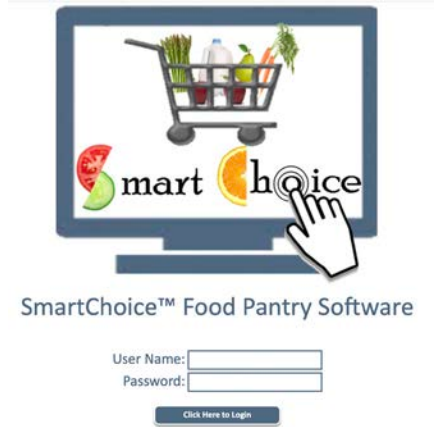 Smart Choice
SmartChoice™ Food Pantry Software
User Name:
Password:
Click Here to Login